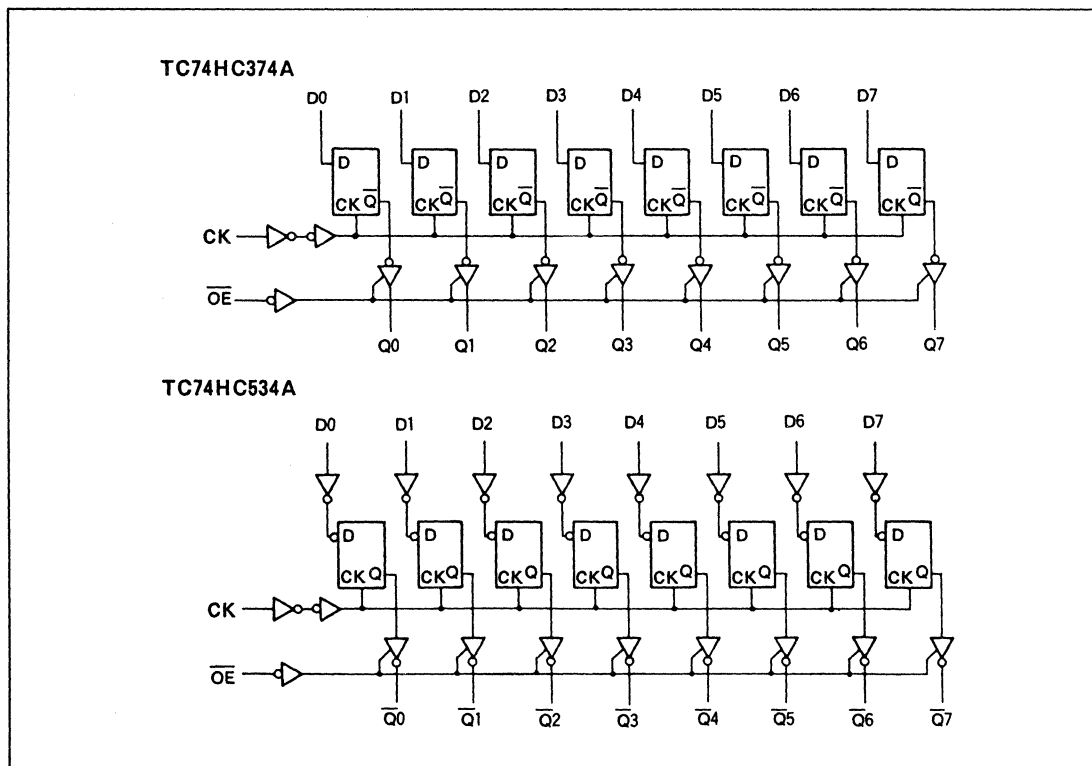 TC74HC374A
D0 D1 D2 D3 D4 D5 D6 D7
D D D D D D D D
CK Q̅ CK Q̅ CK Q̅ CK Q̅ CK Q̅ CK Q̅ CK Q̅ CK Q̅
CK
O̅E̅
Q0 Q1 Q2 Q3 Q4 Q5 Q6 Q7
TC74HC534A
D0 D1 D2 D3 D4 D5 D6 D7
D D D D D D D D
CK Q CK Q CK Q CK Q CK Q CK Q CK Q CK Q
CK
O̅E̅
Q̅0 Q̅1 Q̅2 Q̅3 Q̅4 Q̅5 Q̅6 Q̅7